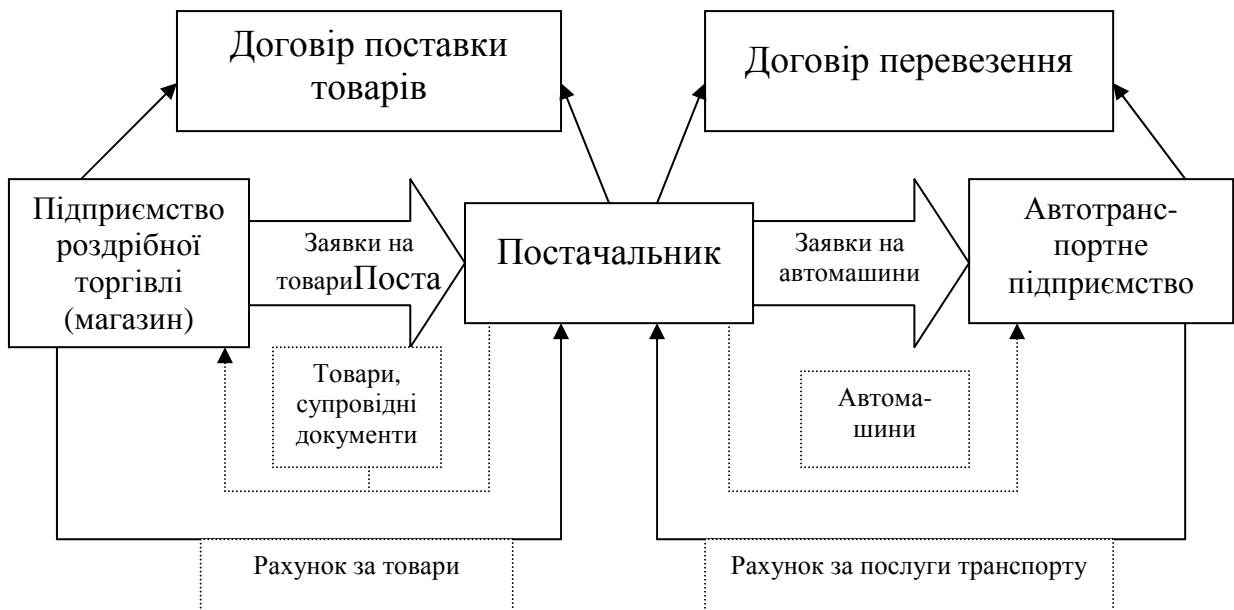 Договір поставки
товарів
Договір перевезення
Підприємство
роздрібної
торгівлі
(магазин)
Заявки на
товариПоста
Постачальник
Заявки на
автомашини
Автотранс-
портне
підприємство
Товари,
супровідні
документи
Автома-
шини
Рахунок за товари
Рахунок за послуги транспорту